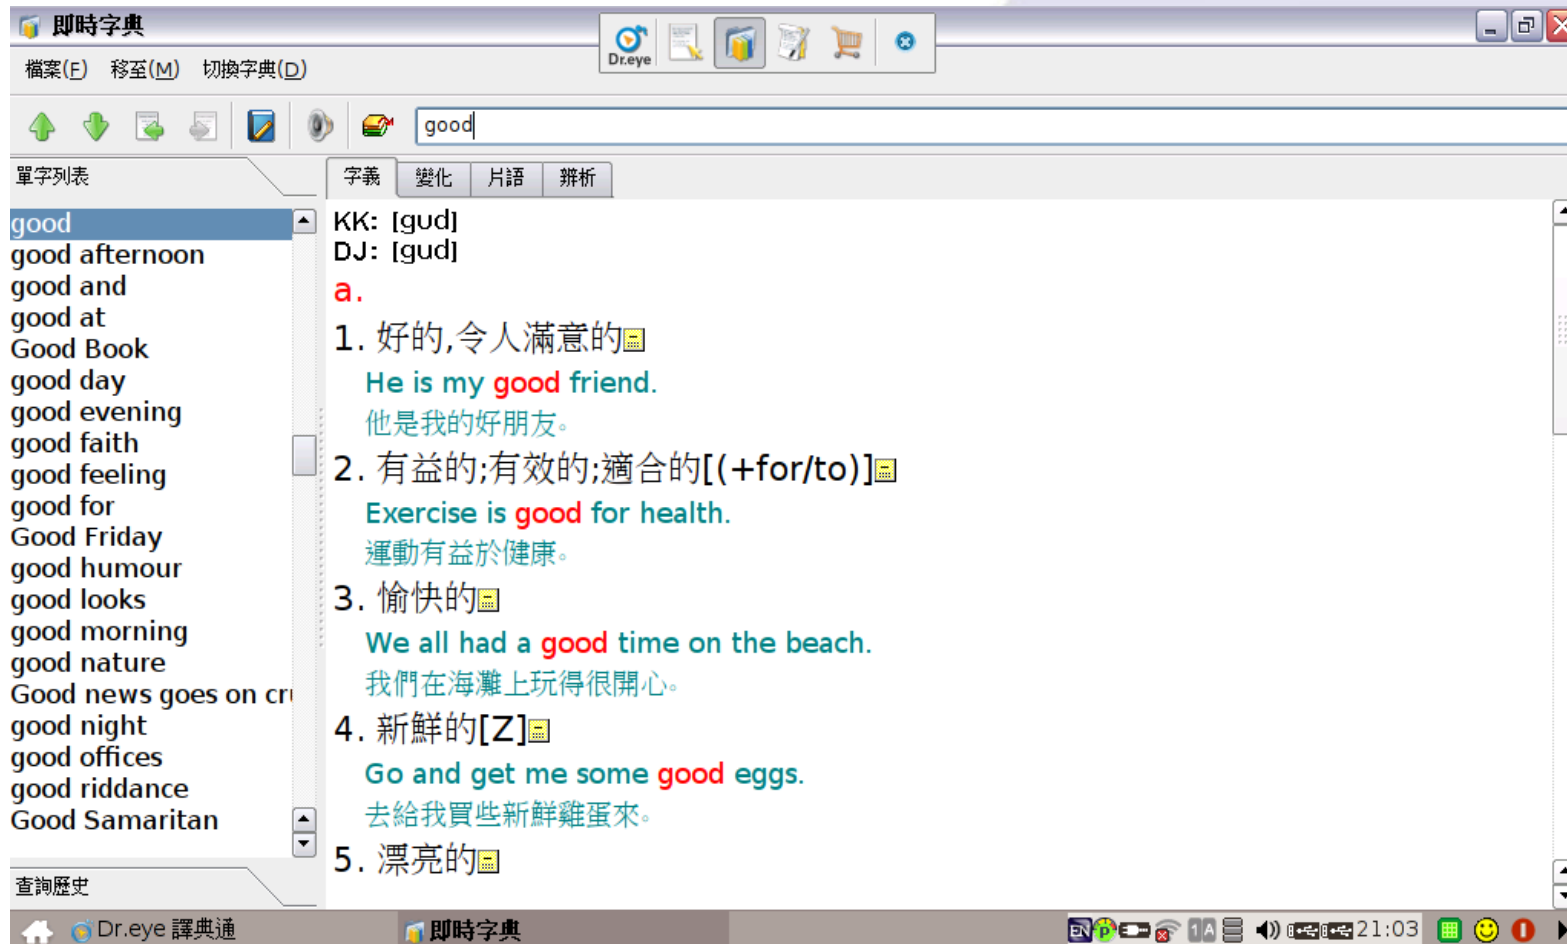 即時字典
Dr.eye
檔案(F) 移至(M) 切換字典(D)
good
單字列表
字義 變化 片語 辨析
good
good afternoon
good and
good at
Good Book
good day
good evening
good faith
good feeling
good for
Good Friday
good humour
good looks
good morning
good nature
Good news goes on cr
good night
good offices
good riddance
Good Samaritan
查詢歷史
KK: [gud]
DJ: [gud]
a.
1. 好的,令人滿意的
He is my good friend.
他是我的好朋友。
2. 有益的;有效的;適合的[(+for/to)]
Exercise is good for health.
運動有益於健康。
3. 愉快的
We all had a good time on the beach.
我們在海灘上玩得很開心。
4. 新鮮的[Z]
Go and get me some good eggs.
去給我買些新鮮雞蛋來。
5. 漂亮的
Dr.eye 譯典通 即時字典 EN 1A 21:03